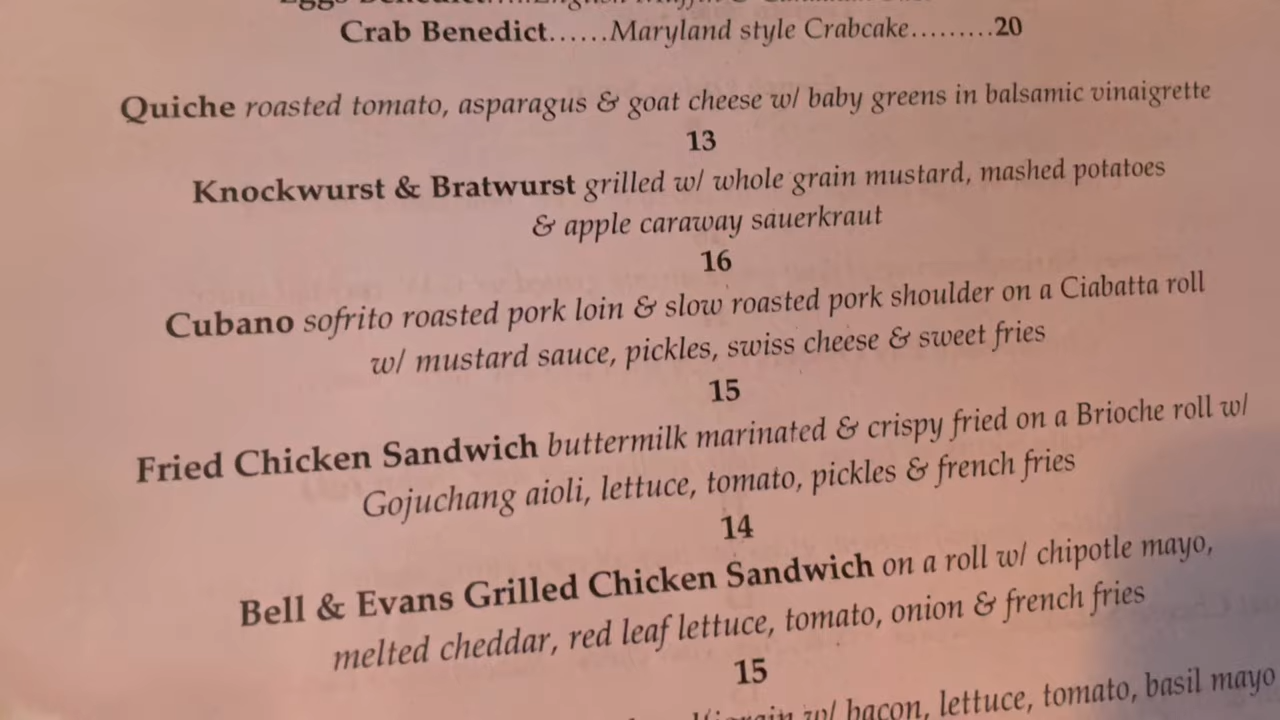 Eggs Benedict
Crab Benedict......Maryland style Crabcake.........20
Quiche roasted tomato, asparagus & goat cheese w/ baby greens in balsamic vinaigrette
13
Knockwurst & Bratwurst grilled w/ whole grain mustard, mashed potatoes
& apple caraway sauerkraut
16
Cubano sofrito roasted pork loin & slow roasted pork shoulder on a Ciabatta roll
w/ mustard sauce, pickles, swiss cheese & sweet fries
15
Fried Chicken Sandwich buttermilk marinated & crispy fried on a Brioche roll w/
Gojuchang aioli, lettuce, tomato, pickles & french fries
14
Bell & Evans Grilled Chicken Sandwich on a roll w/ chipotle mayo,
melted cheddar, red leaf lettuce, tomato, onion & french fries
15
w/ bacon, lettuce, tomato, basil mayo